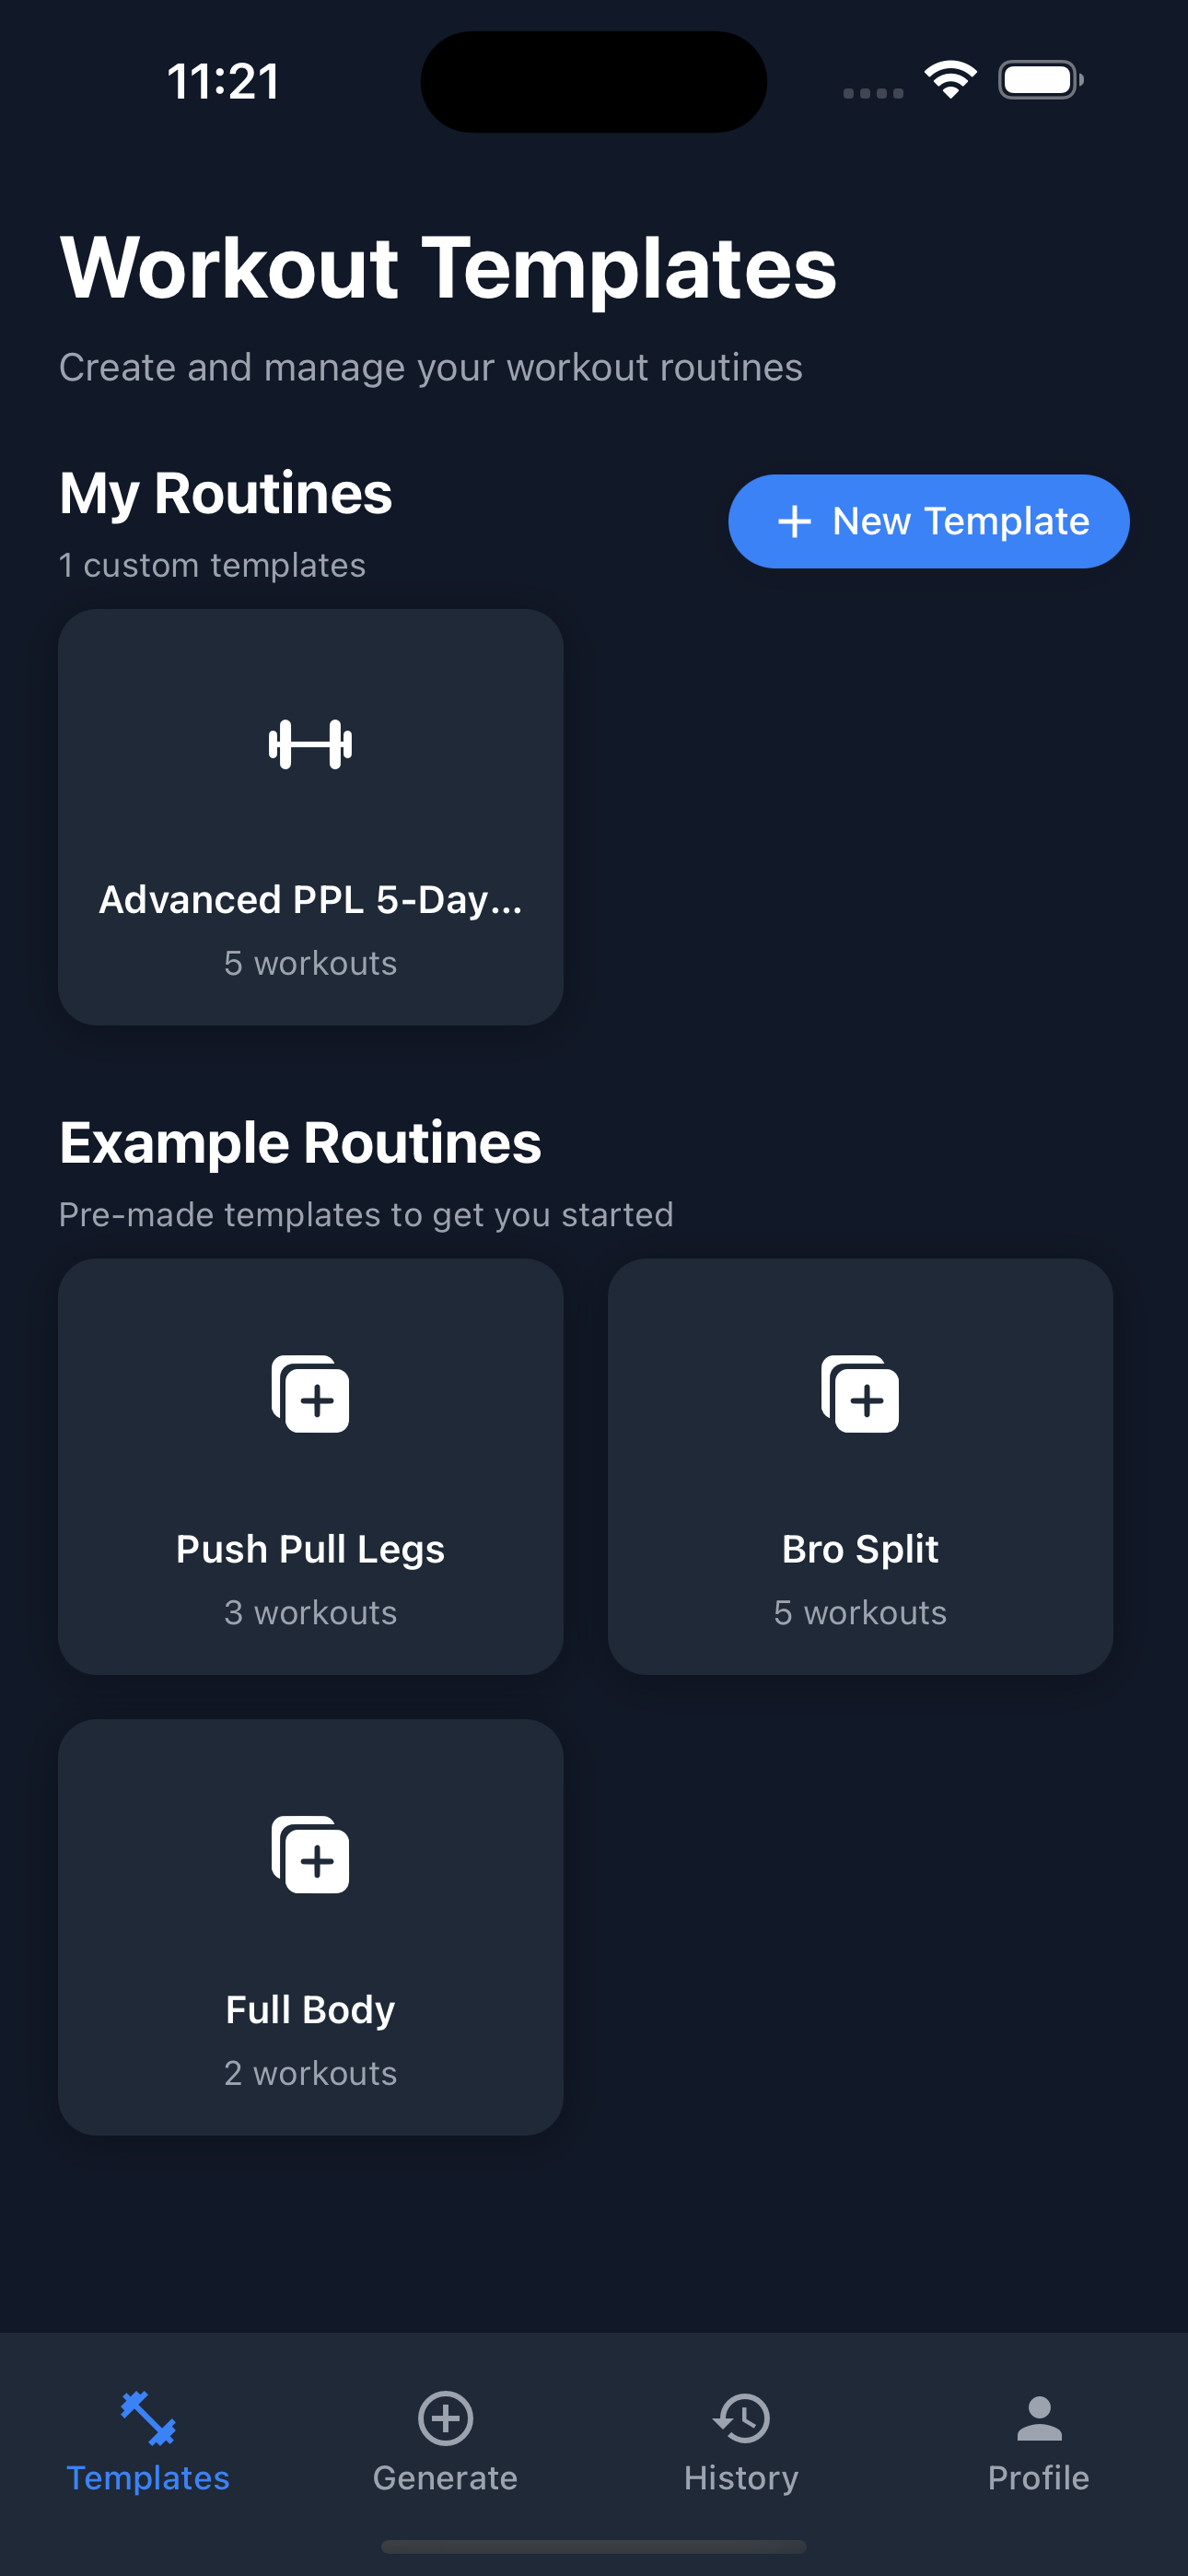 11:21
Workout Templates
Create and manage your workout routines
My Routines
+ New Template
1 custom templates
Advanced PPL 5-Day...
5 workouts
Example Routines
Pre-made templates to get you started
Push Pull Legs
3 workouts
Bro Split
5 workouts
Full Body
2 workouts
Templates
Generate
History
Profile